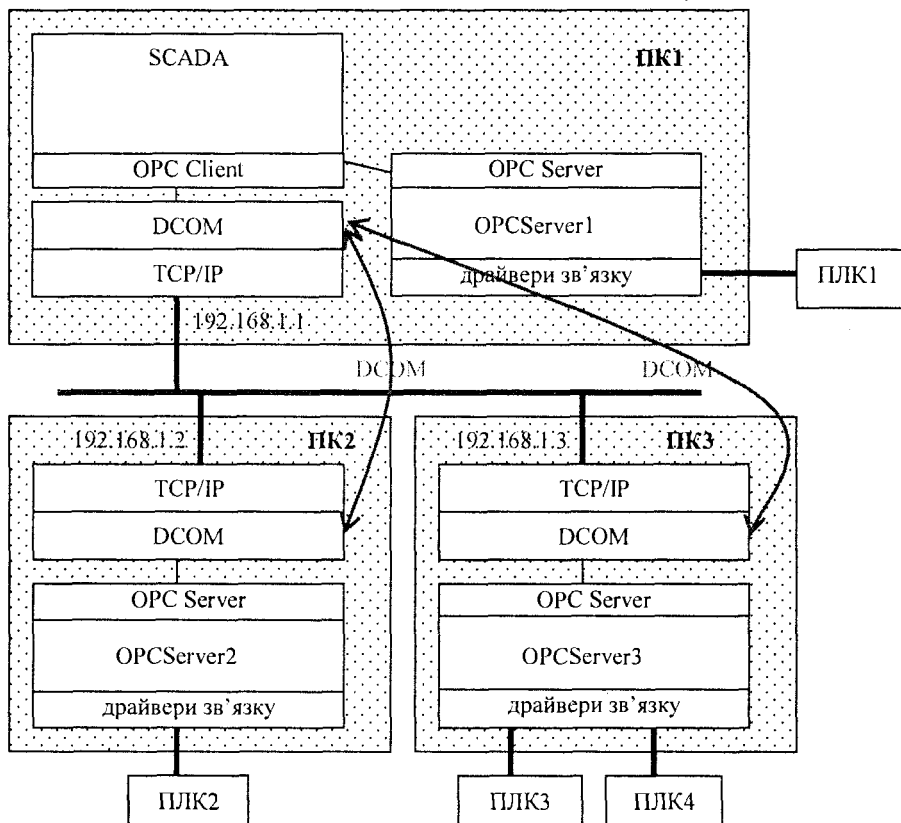 SCADA
ПК1
OPC Client
OPC Server
DCOM
OPCServer1
TCP/IP
драйвери зв’язку
ПЛК1
192.168.1.1
DCOM
DCOM
192.168.1.2
ПК2
192.168.1.3
ПК3
TCP/IP
TCP/IP
DCOM
DCOM
OPC Server
OPC Server
OPCServer2
OPCServer3
драйвери зв’язку
драйвери зв’язку
ПЛК2
ПЛК3
ПЛК4